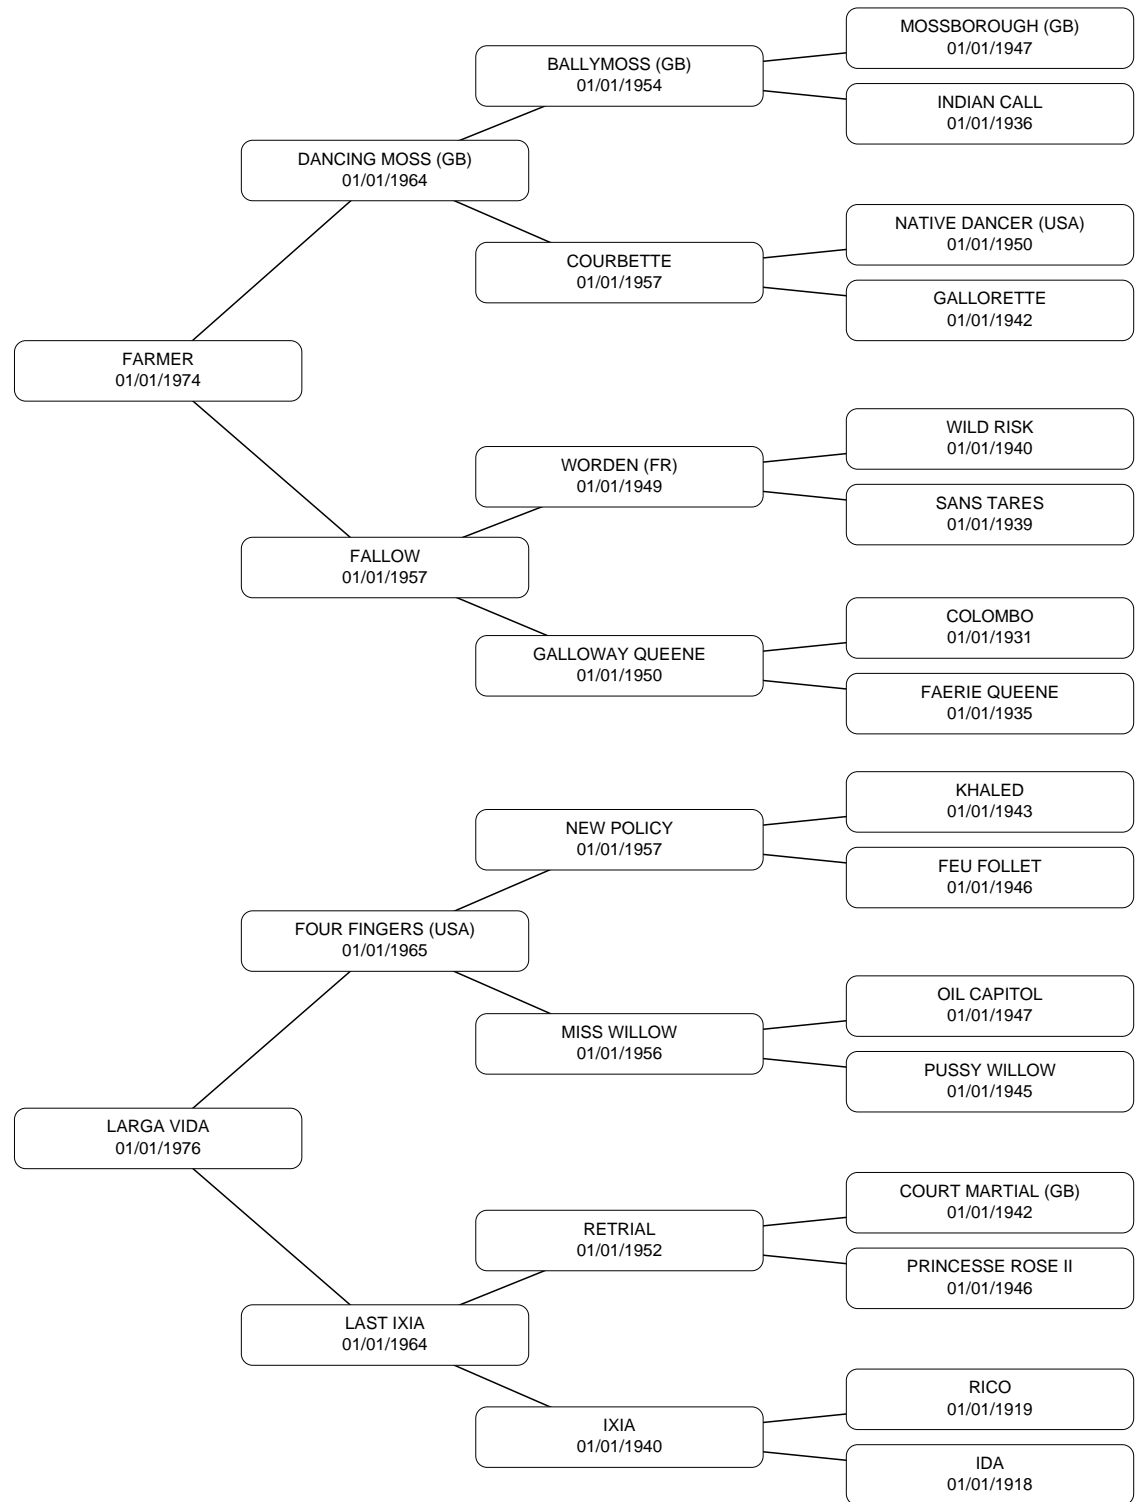 MOSSBOROUGH (GB)
01/01/1947
BALLYMOSS (GB)
01/01/1954
INDIAN CALL
01/01/1936
DANCING MOSS (GB)
01/01/1964
NATIVE DANCER (USA)
01/01/1950
COURBETTE
01/01/1957
GALLORETTE
01/01/1942
FARMER
01/01/1974
WILD RISK
01/01/1940
WORDEN (FR)
01/01/1949
SANS TARES
01/01/1939
FALLOW
01/01/1957
COLOMBO
01/01/1931
GALLOWAY QUEENE
01/01/1950
FAERIE QUEENE
01/01/1935
KHALED
01/01/1943
NEW POLICY
01/01/1957
FEU FOLLET
01/01/1946
FOUR FINGERS (USA)
01/01/1965
OIL CAPITOL
01/01/1947
MISS WILLOW
01/01/1956
PUSSY WILLOW
01/01/1945
LARGA VIDA
01/01/1976
COURT MARTIAL (GB)
01/01/1942
RETRIAL
01/01/1952
PRINCESSE ROSE II
01/01/1946
LAST IXIA
01/01/1964
RICO
01/01/1919
IXIA
01/01/1940
IDA
01/01/1918